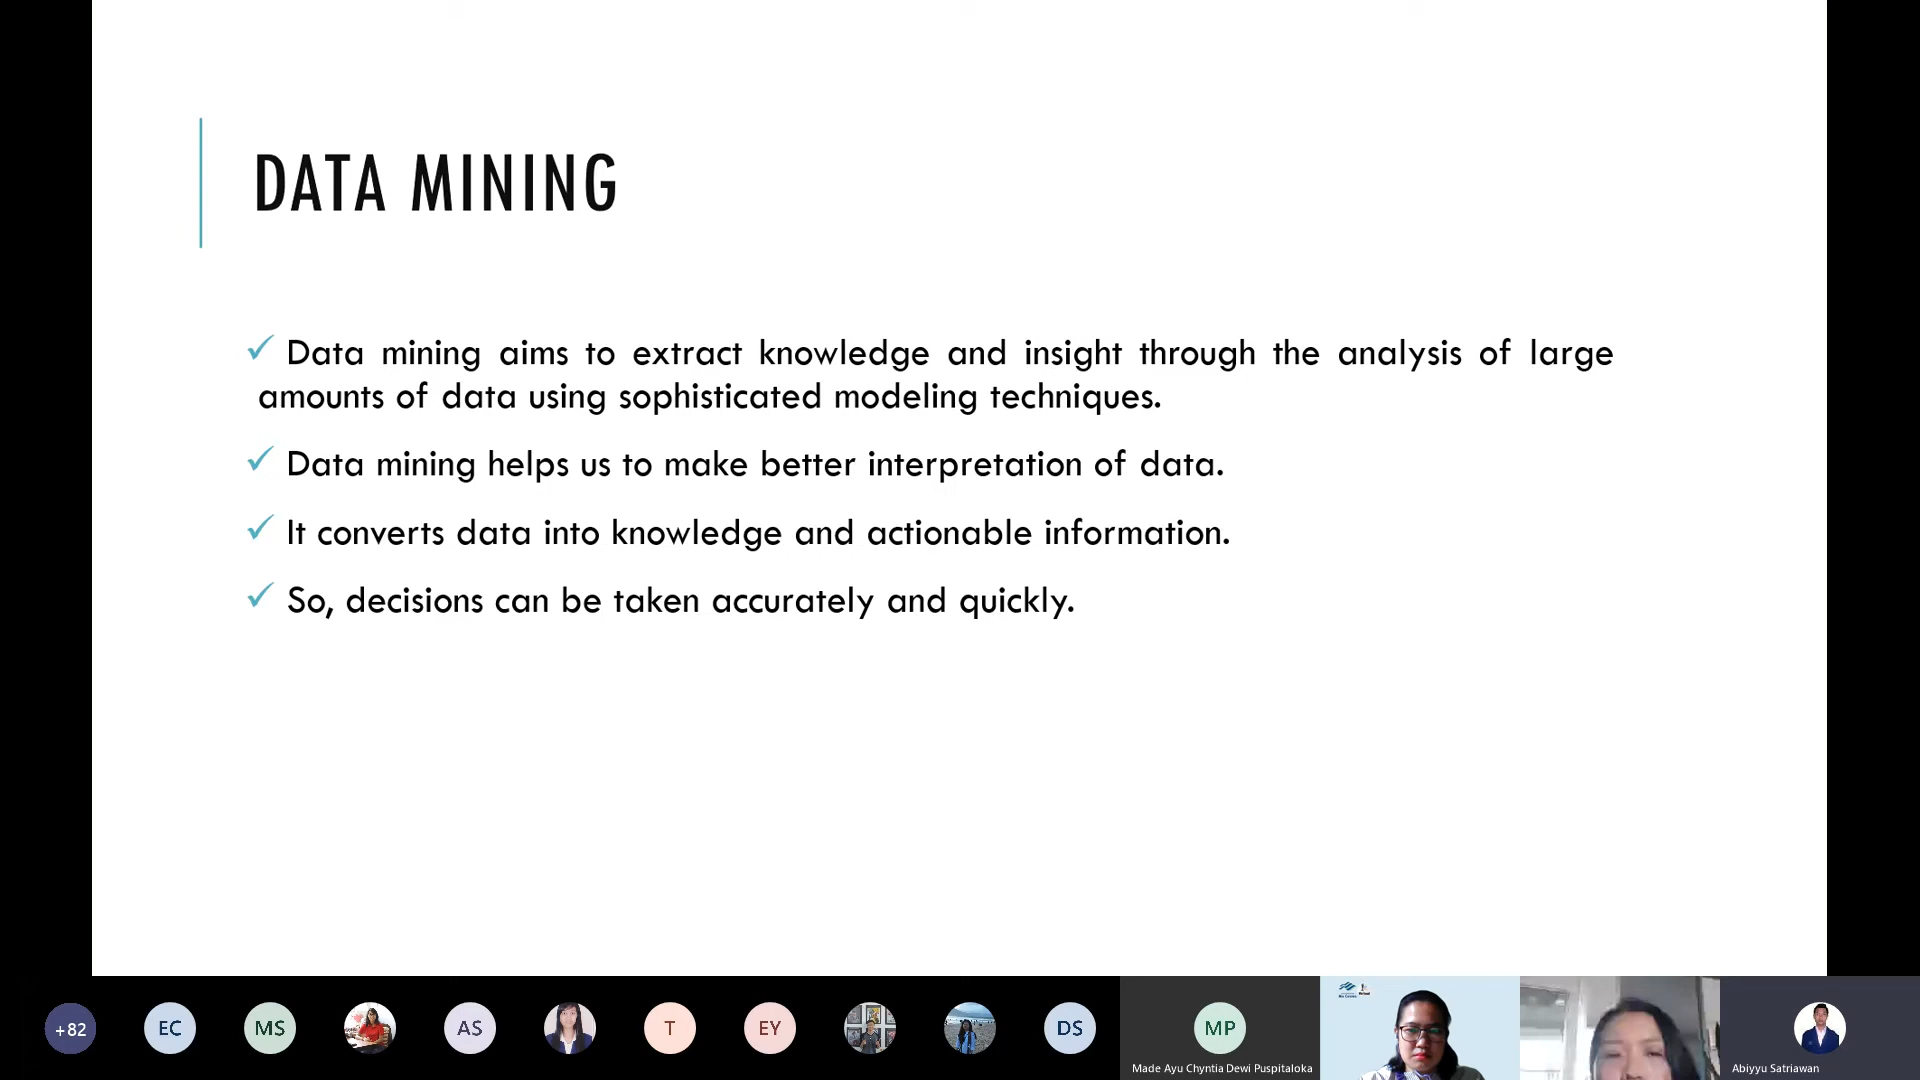 DATA MINING
✓ Data mining aims to extract knowledge and insight through the analysis of large
amounts of data using sophisticated modeling techniques.
✓ Data mining helps us to make better interpretation of data.
✓ It converts data into knowledge and actionable information.
✓ So, decisions can be taken accurately and quickly.
+82
EC
MS
AS
T
EY
DS
MP
Made Ayu Chyntia Dewi Puspitaloka
Abiyyu Satriawan